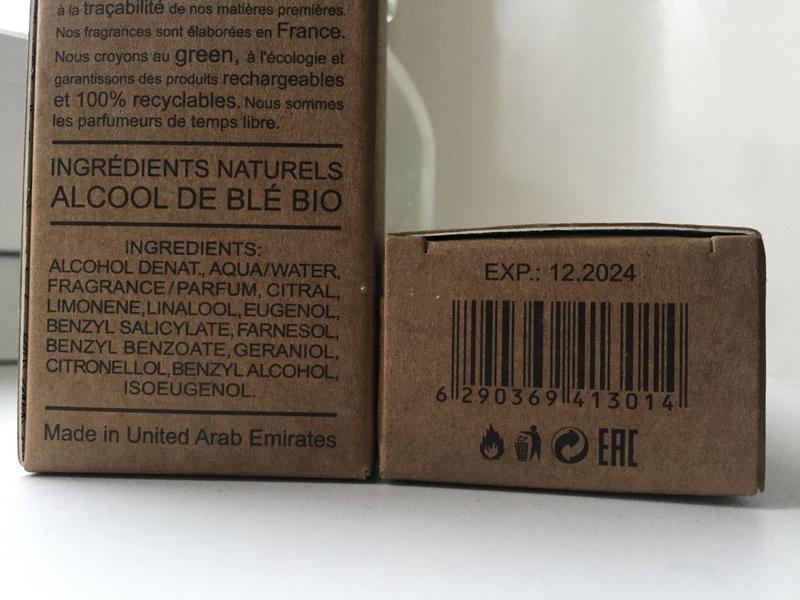 à la traçabilité de nos matières premières.
Nos fragrances sont élaborées en France.
Nous croyons au green, à l'écologie et
garantissons des produits rechargeables
et 100% recyclables. Nous sommes
les parfumeurs de temps libre.
INGRÉDIENTS NATURELS
ALCOOL DE BLÉ BIO
INGREDIENTS:
ALCOHOL DENAT., AQUA/WATER,
FRAGRANCE/PARFUM, CITRAL,
LIMONENE, LINALOOL, EUGENOL,
BENZYL SALICYLATE, FARNESOL,
BENZYL BENZOATE, GERANIOL,
CITRONELLOL, BENZYL ALCOHOL,
ISOEUGENOL.
Made in United Arab Emirates
EXP.: 12.2024
6 290369 413014
EAC